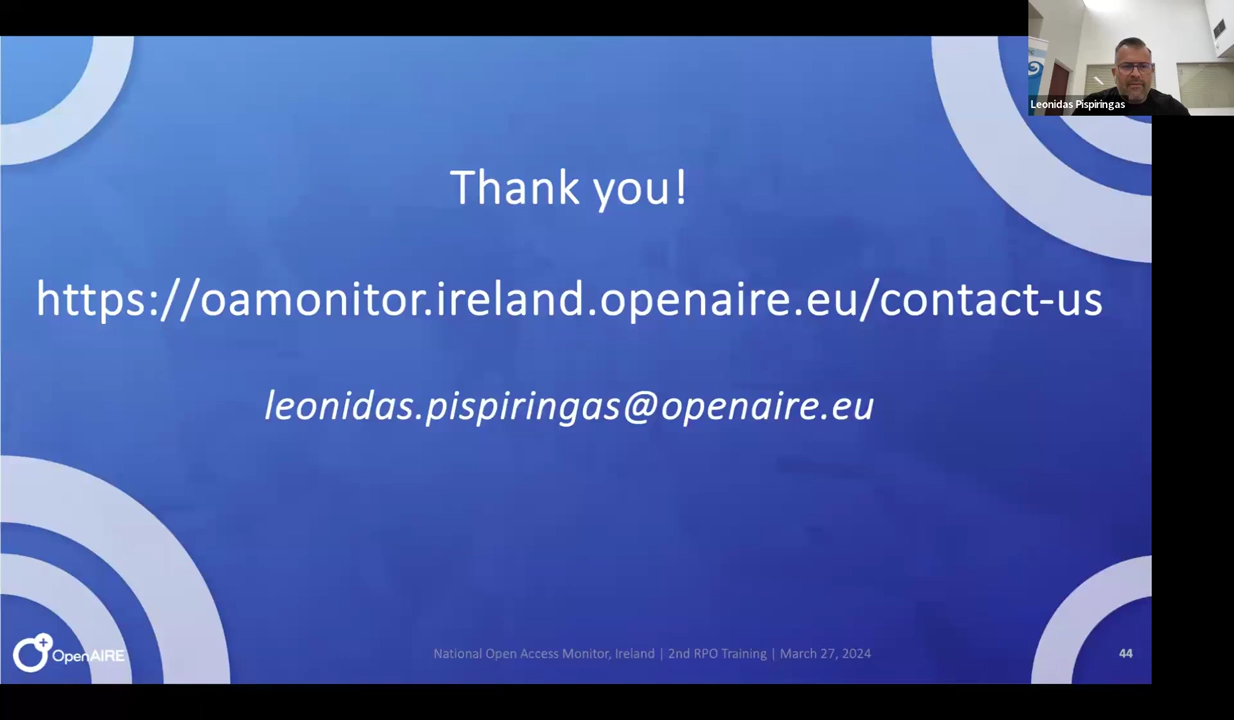 Leonidas Pispiringas
Thank you!
https://oamonitor.ireland.openaire.eu/contact-us
leonidas.pispiringas@openaire.eu
OpenAIRE
National Open Access Monitor, Ireland | 2nd RPO Training | March 27, 2024
44